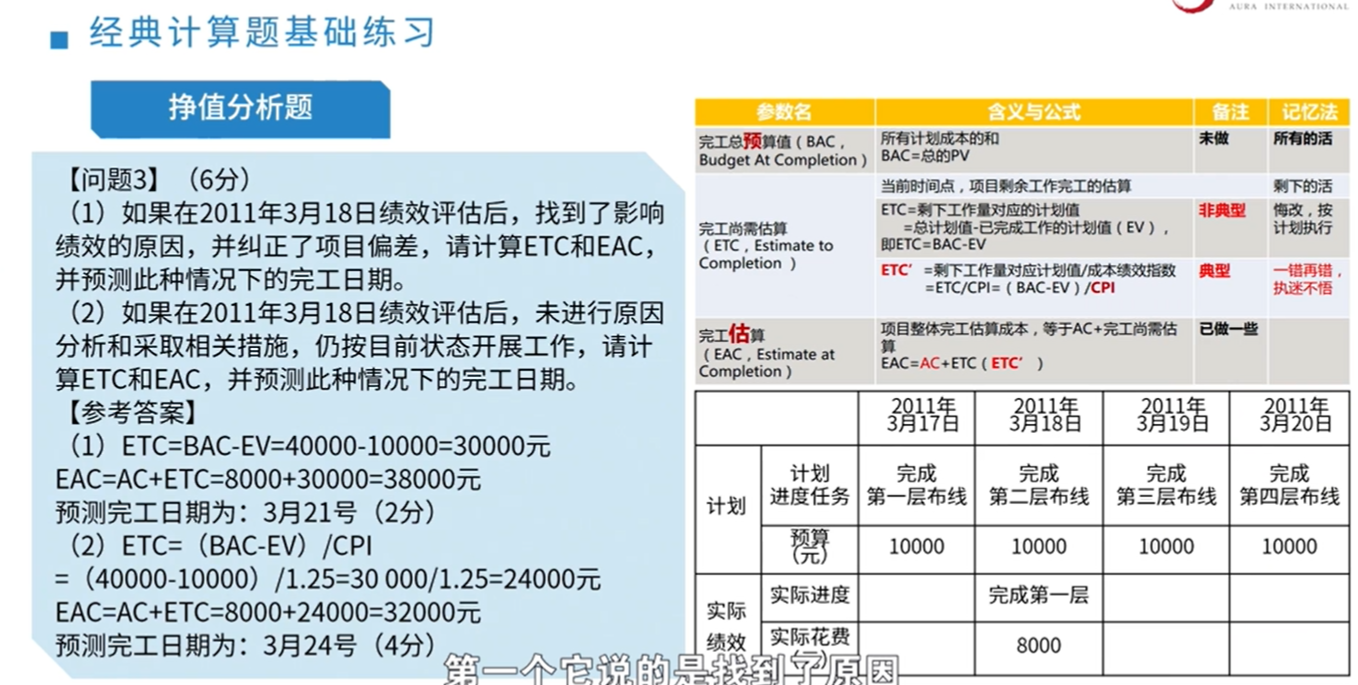 AURA INTERNATIONAL
经典计算题基础练习
挣值分析题
【问题3】（6分）
（1）如果在2011年3月18日绩效评估后，找到了影响
绩效的原因，并纠正了项目偏差，请计算ETC和EAC，
并预测此种情况下的完工日期。
（2）如果在2011年3月18日绩效评估后，未进行原因
分析和采取相关措施，仍按目前状态开展工作，请计
算ETC和EAC，并预测此种情况下的完工日期。
【参考答案】
（1）ETC=BAC-EV=40000-10000=30000元
EAC=AC+ETC=8000+30000=38000元
预测完工日期为：3月21号（2分）
（2）ETC=（BAC-EV）/CPI
=（40000-10000）/1.25=30 000/1.25=24000元
EAC=AC+ETC=8000+24000=32000元
预测完工日期为：3月24号（4分）
参数名 含义与公式 备注 记忆法
完工总预算值（BAC，
Budget At Completion）
所有计划成本的和
BAC=总的PV
未做
所有的活
完工尚需估算
（ETC，Estimate to
Completion ）
当前时间点，项目剩余工作完工的估算
剩下的活
ETC=剩下工作量对应的计划值
=总计划值-已完成工作的计划值（EV），
即ETC=BAC-EV
非典型
悔改，按
计划执行
ETC’=剩下工作量对应计划值/成本绩效指数
=ETC/CPI=（BAC-EV）/CPI
典型
一错再错，
执迷不悟
完工估算
（EAC，Estimate at
Completion）
项目整体完工估算成本，等于AC+完工尚需估
算
EAC=AC+ETC（ETC’ ）
已做一些
2011年
3月17日
2011年
3月18日
2011年
3月19日
2011年
3月20日
计划
计划
进度任务
完成
第一层布线
完成
第二层布线
完成
第三层布线
完成
第四层布线
预算
（元）
10000 10000 10000 10000
实际
绩效
实际进度
完成第一层
实际花费
8000
第一个它说的是找到了原因